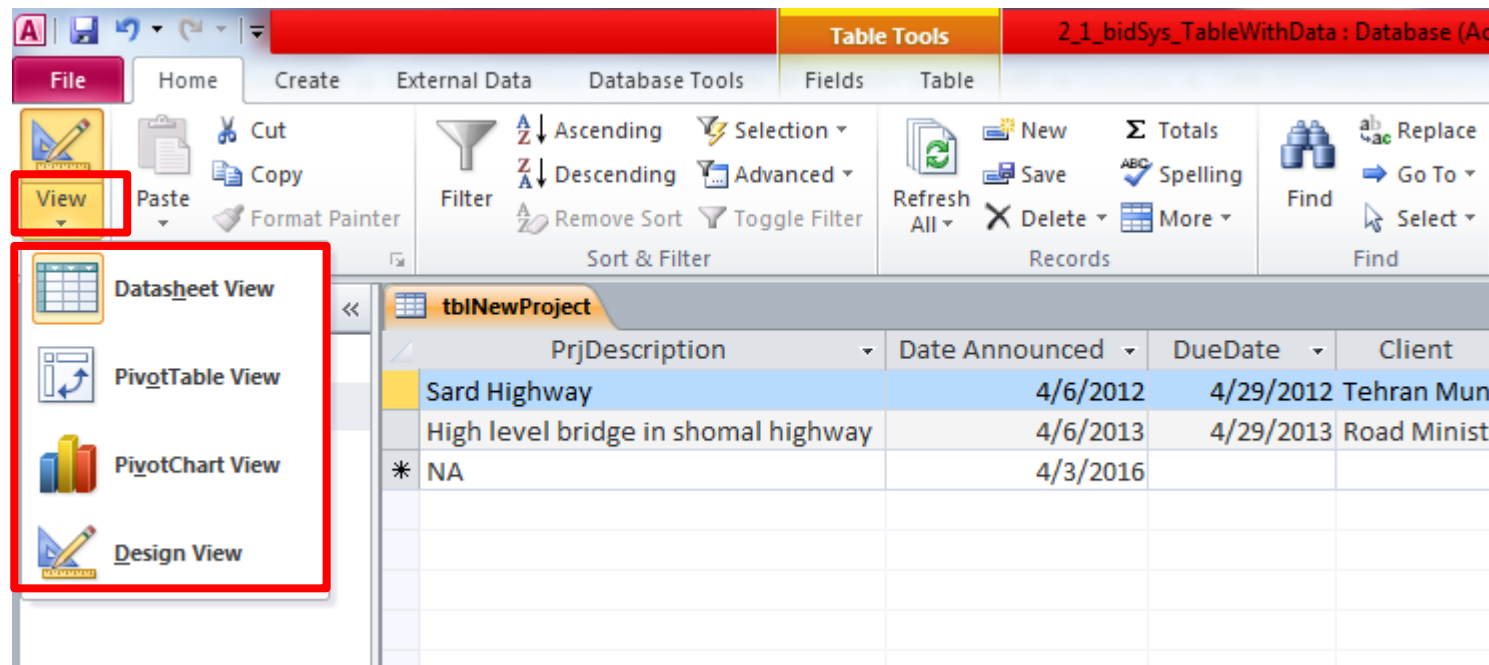 A
Table Tools
2_1_bidSys_TableWithData : Database (Ac
File Home Create External Data Database Tools Fields Table
View
Paste
Cut
Copy
Format Painter
Filter
Ascending
Descending
Remove Sort
Selection
Advanced
Toggle Filter
Sort & Filter
Refresh
All
New
Save
Delete
Σ Totals
ABC Spelling
More
Records
Find
ab ac Replace
Go To
Select
Find
Datasheet View
PivotTable View
PivotChart View
Design View
«
tblNewProject
PrjDescription Date Announced DueDate Client
Sard Highway 4/6/2012 4/29/2012 Tehran Mun
High level bridge in shomal highway 4/6/2013 4/29/2013 Road Minist
* NA 4/3/2016